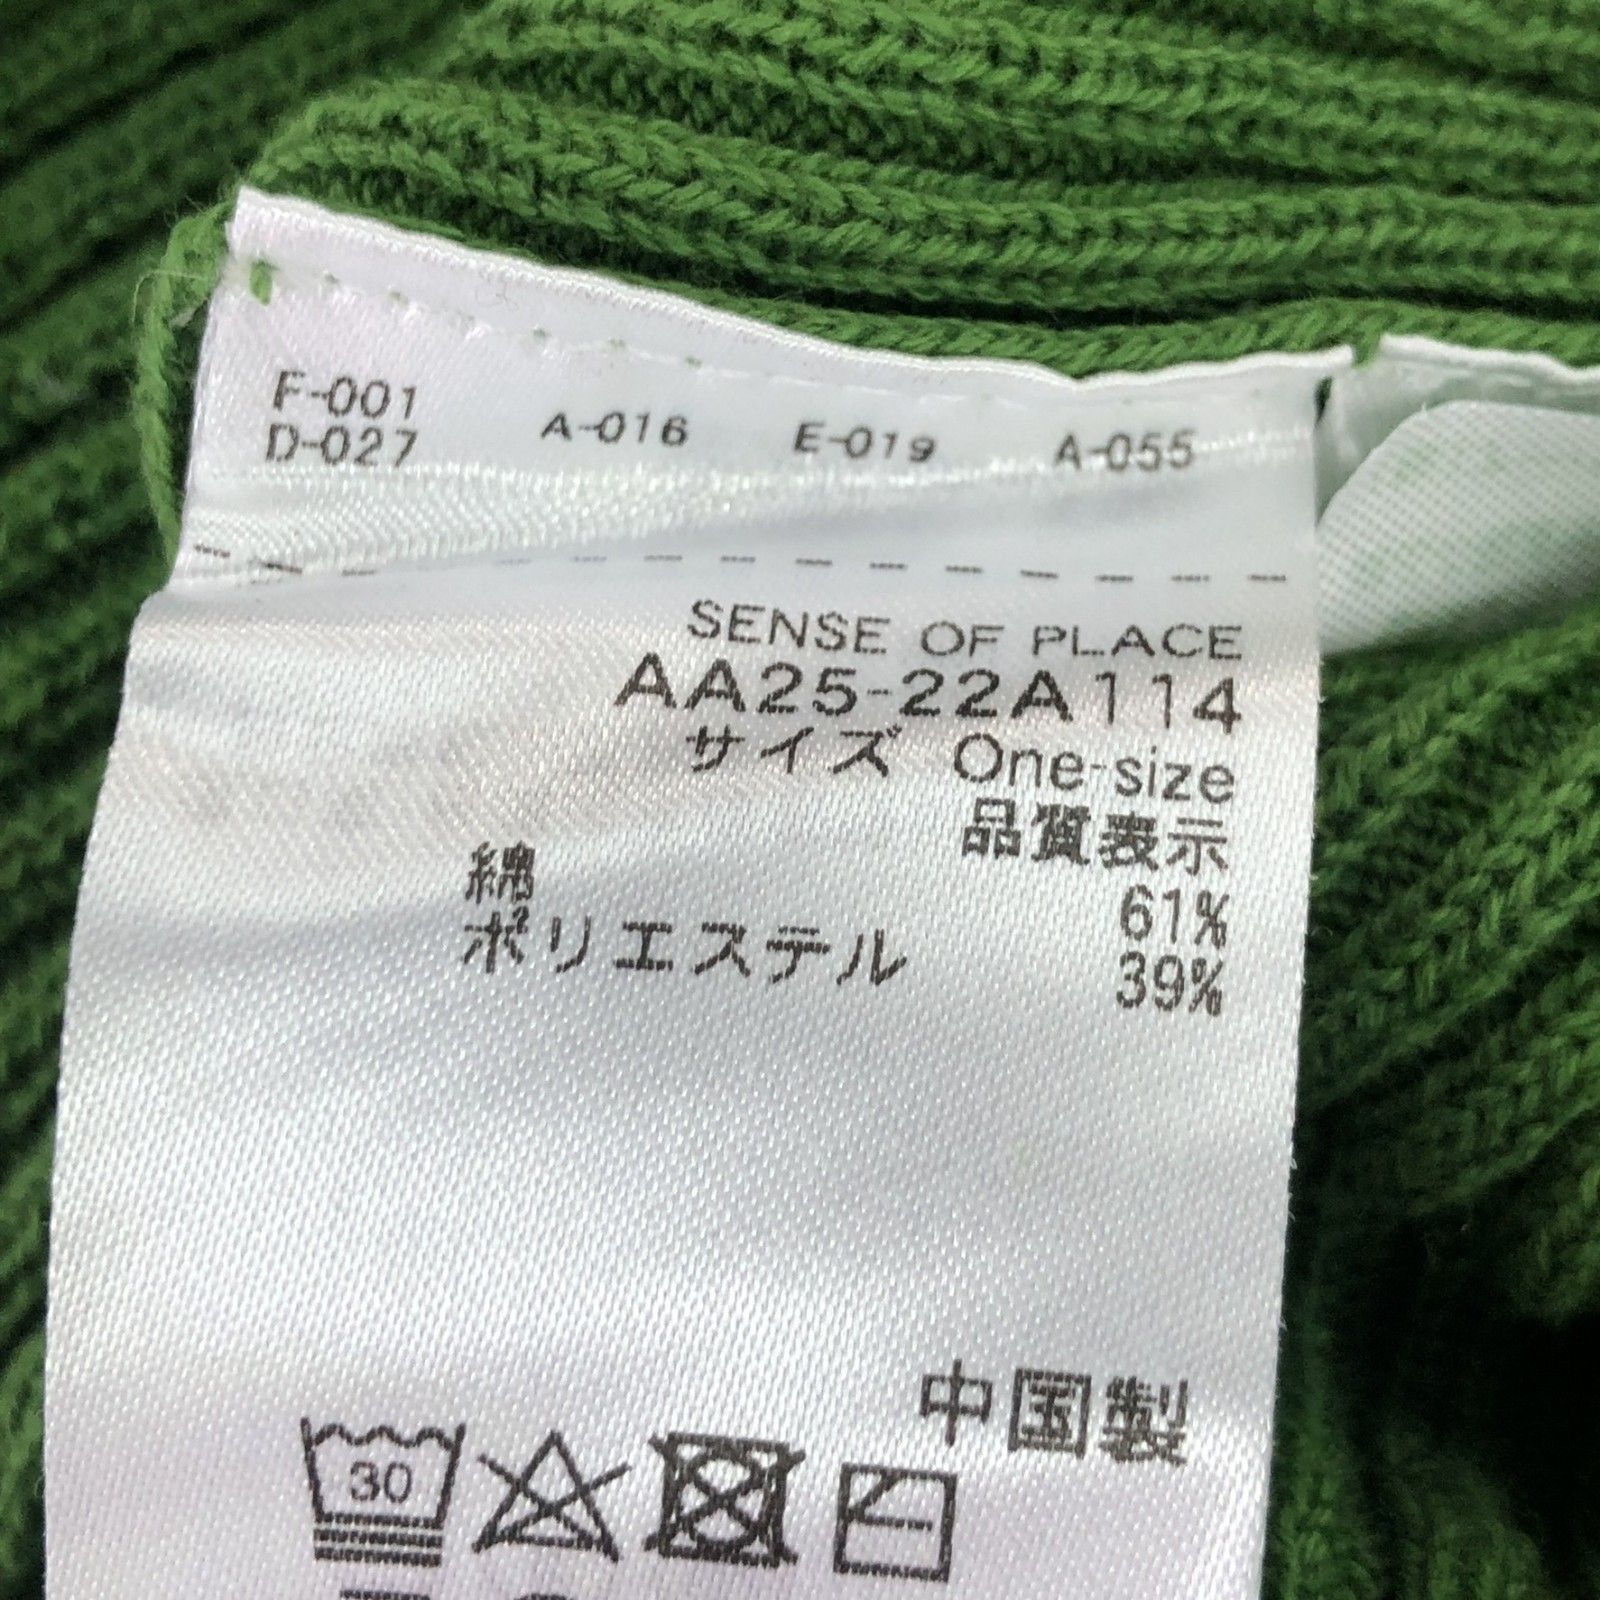 F-001
D-027
A-016
E-019
A-055
SENSE OF PLACE
AA25-22A114
サイズ One-size
品質表示
綿 61%
ポリエステル 39%
中国製
30